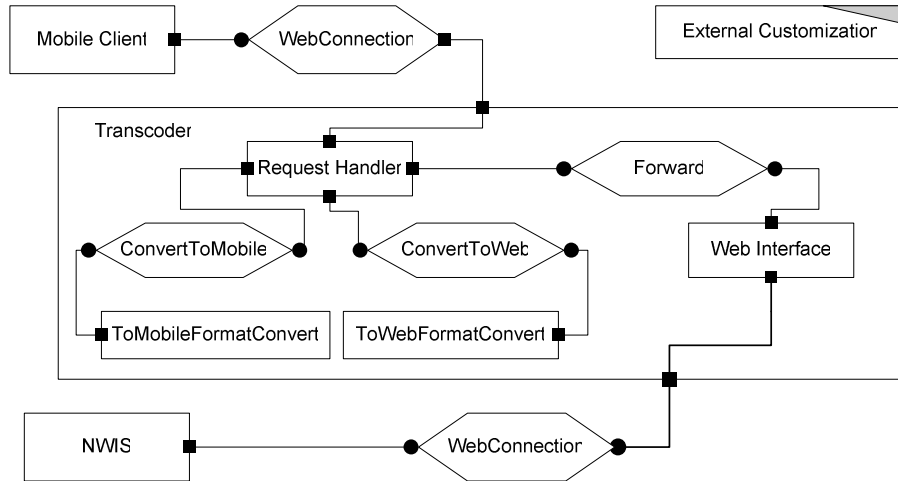 Mobile Client
WebConnection
External Customization
Transcoder
Request Handler
Forward
ConvertToMobile
ConvertToWeb
Web Interface
ToMobileFormatConvert
ToWebFormatConvert
NWIS
WebConnection